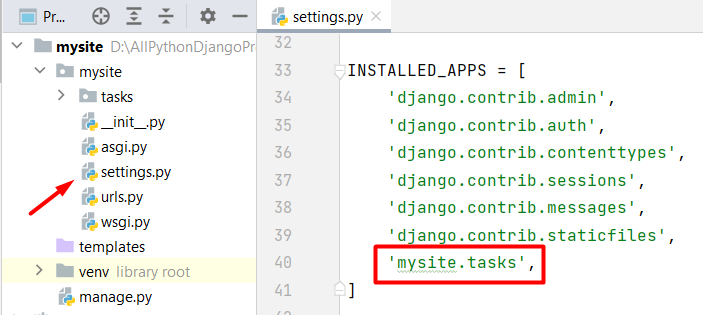 Pr...
mysite D:\AllPythonDjangoPr
mysite
tasks
__init__.py
asgi.py
settings.py
urls.py
wsgi.py
templates
venv library root
manage.py
settings.py
32
33 INSTALLED_APPS = [
34 'django.contrib.admin',
35 'django.contrib.auth',
36 'django.contrib.contenttypes',
37 'django.contrib.sessions',
38 'django.contrib.messages',
39 'django.contrib.staticfiles',
40 'mysite.tasks',
41 ]
42